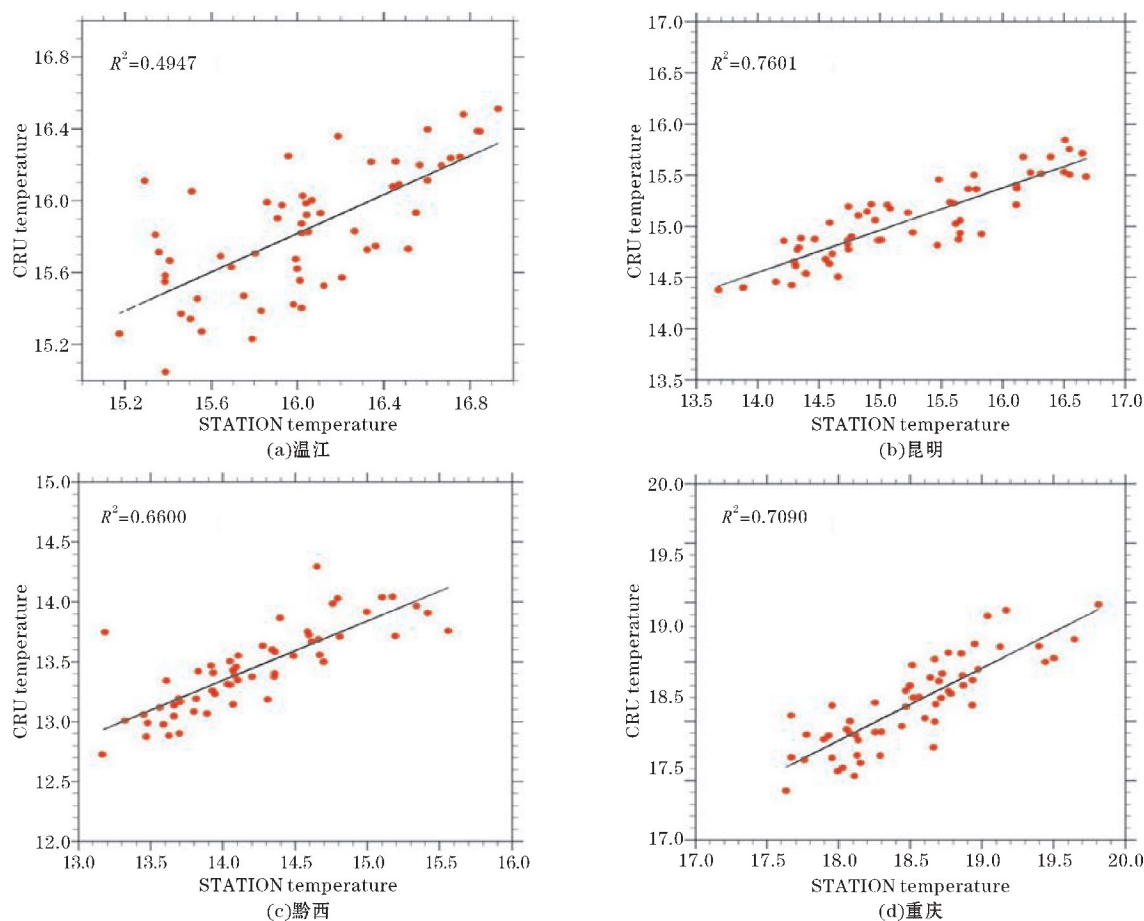 R²=0.4947
CRU temperature
16.8
16.4
16.0
15.6
15.2
15.2 15.6 16.0 16.4 16.8
STATION temperature
(a)温江
R²=0.7601
CRU temperature
17.0
16.5
16.0
15.5
15.0
14.5
14.0
13.5
13.5 14.0 14.5 15.0 15.5 16.0 16.5 17.0
STATION temperature
(b)昆明
R²=0.6600
CRU temperature
15.0
14.5
14.0
13.5
13.0
12.5
12.0
13.0 13.5 14.0 14.5 15.0 15.5 16.0
STATION temperature
(c)黔西
R²=0.7090
CRU temperature
20.0
19.5
19.0
18.5
17.5
17.0
17.0 17.5 18.0 18.5 19.0 19.5 20.0
STATION temperature
(d)重庆